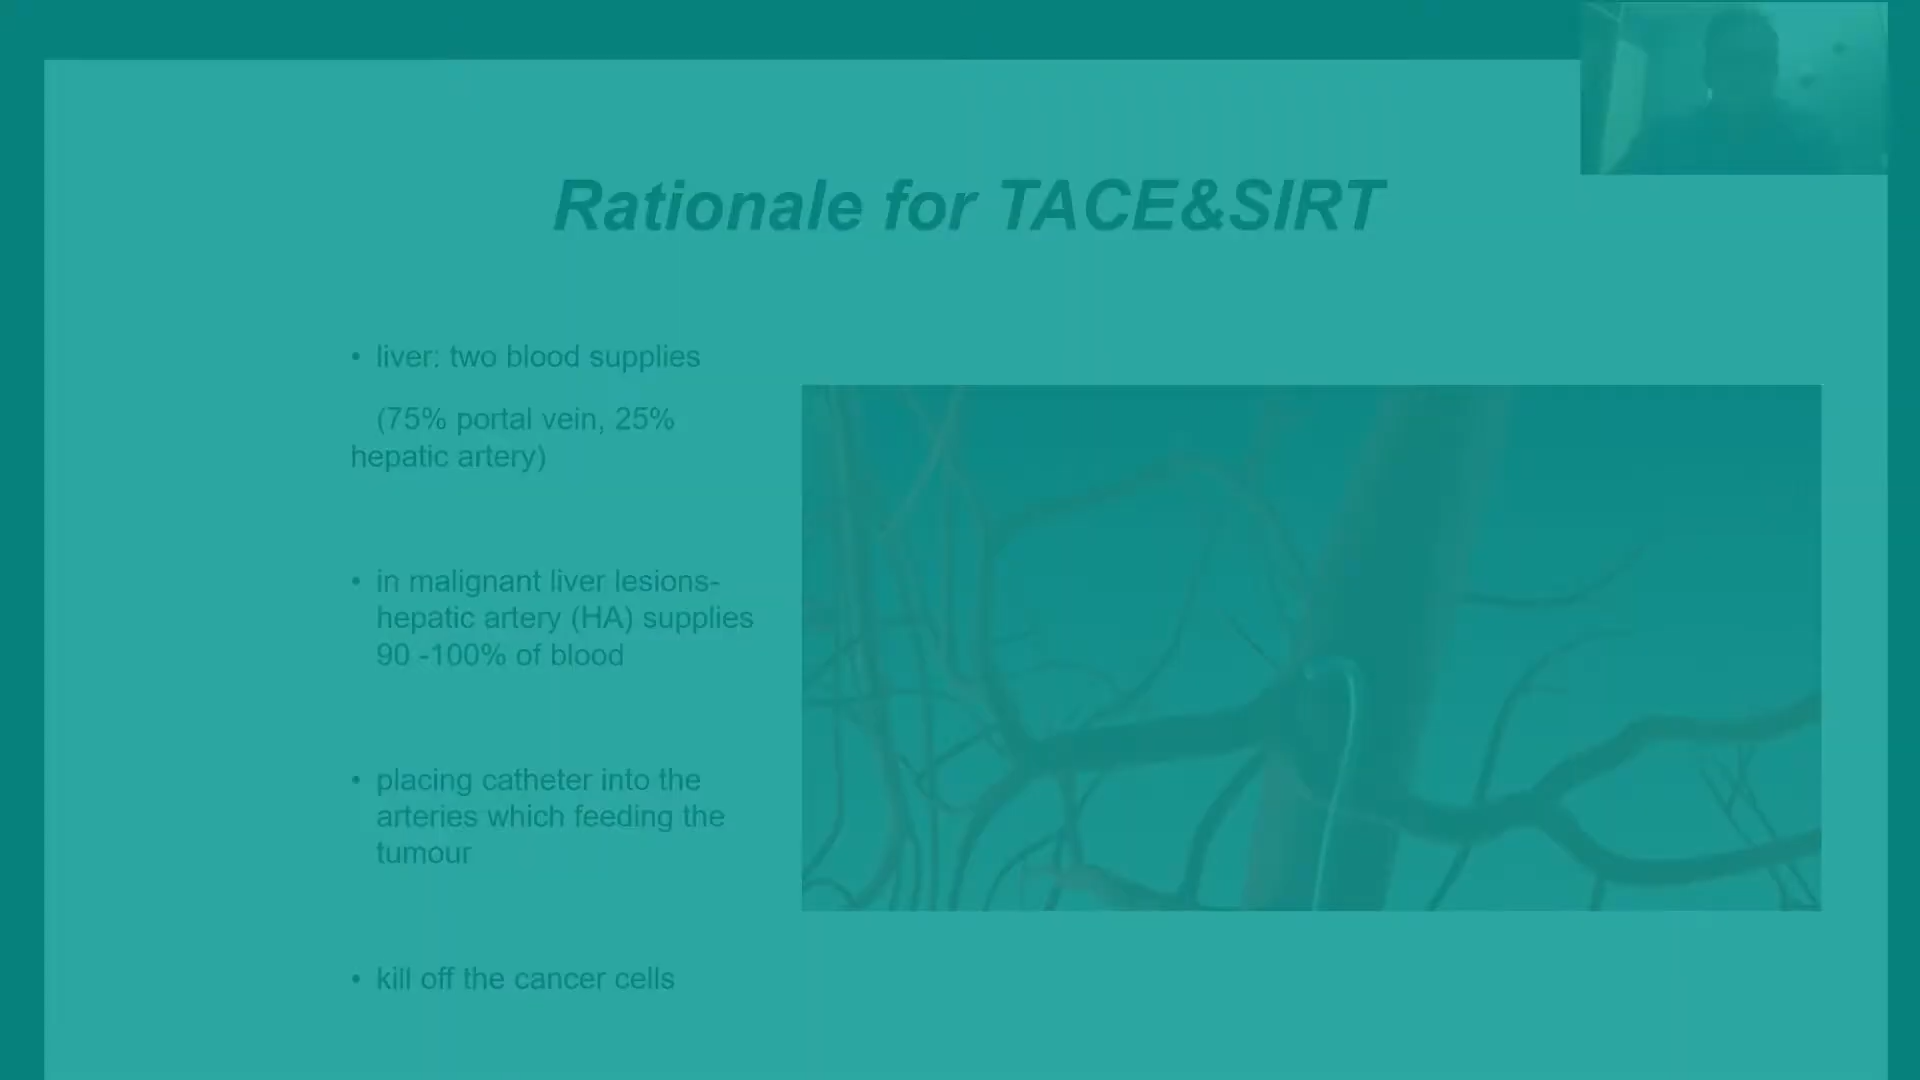 Rationale for TACE&SIRT
• liver: two blood supplies
(75% portal vein, 25%
hepatic artery)
• in malignant liver lesions-
hepatic artery (HA) supplies
90 -100% of blood
• placing catheter into the
arteries which feeding the
tumour
• kill off the cancer cells